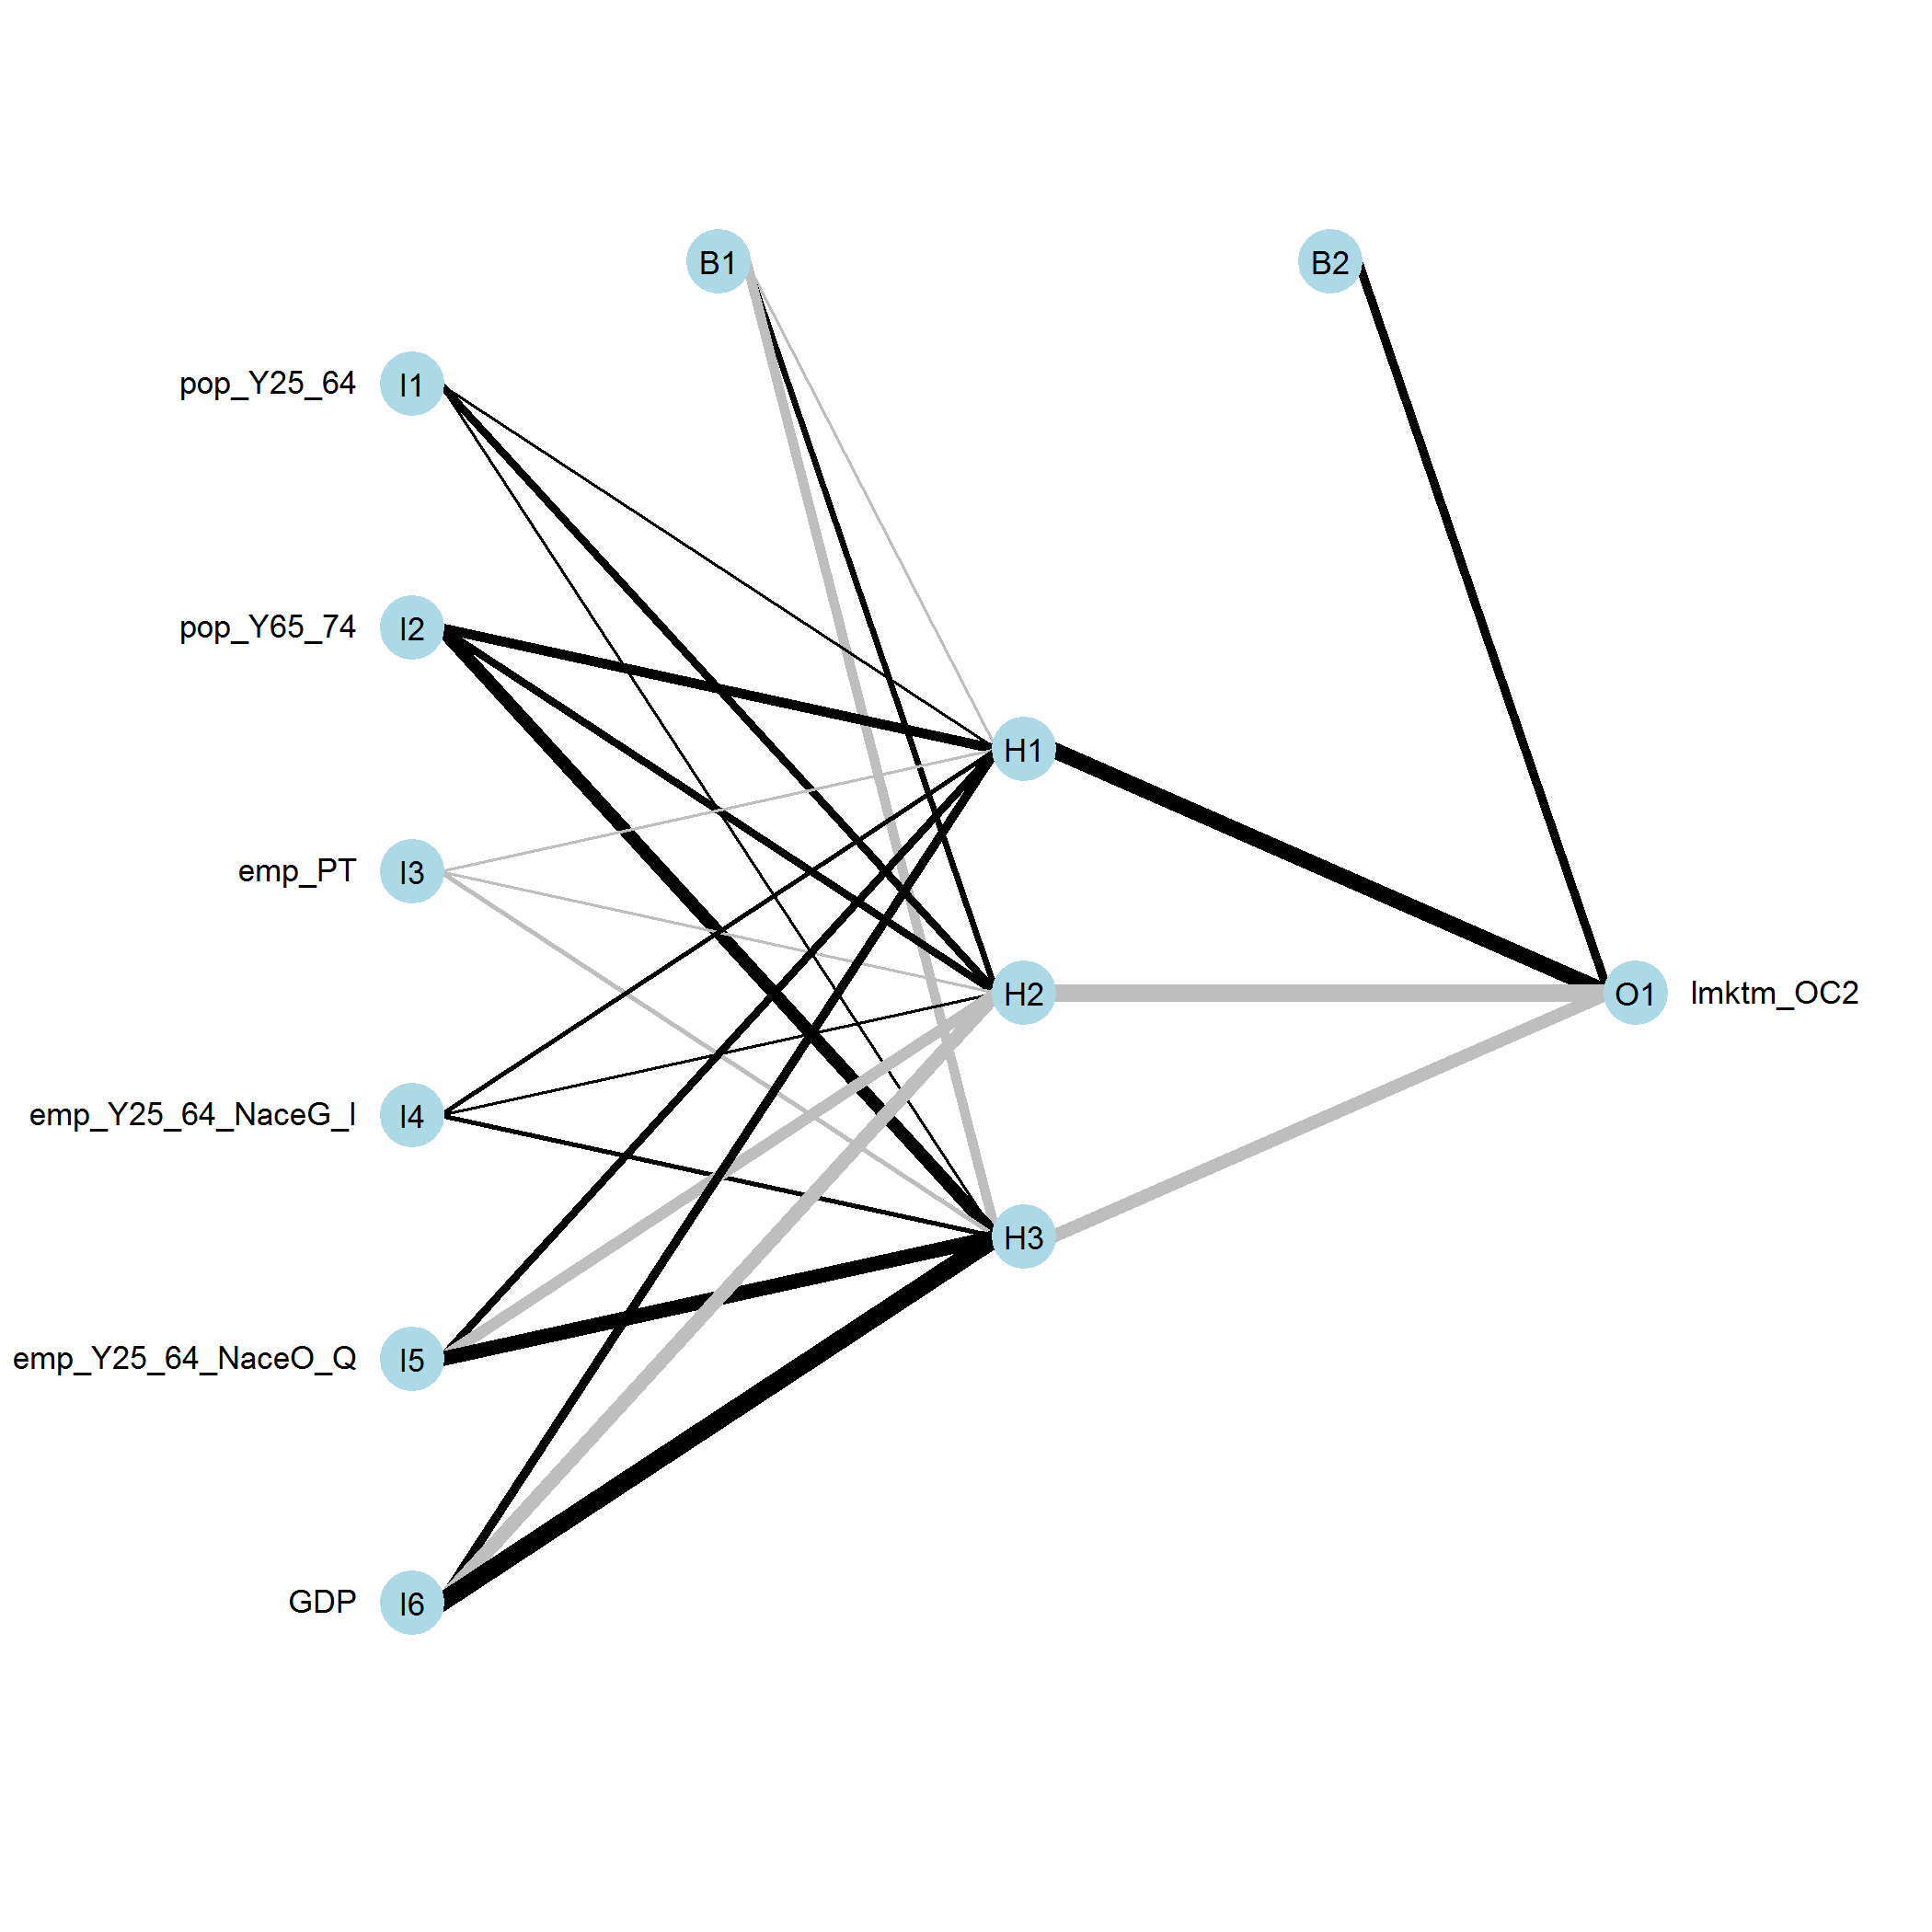 B1
B2
pop_Y25_64 I1
pop_Y65_74 I2
H1
emp_PT I3
H2
O1 lmktm_OC2
emp_Y25_64_NaceG_I I4
H3
emp_Y25_64_NaceO_Q I5
GDP I6